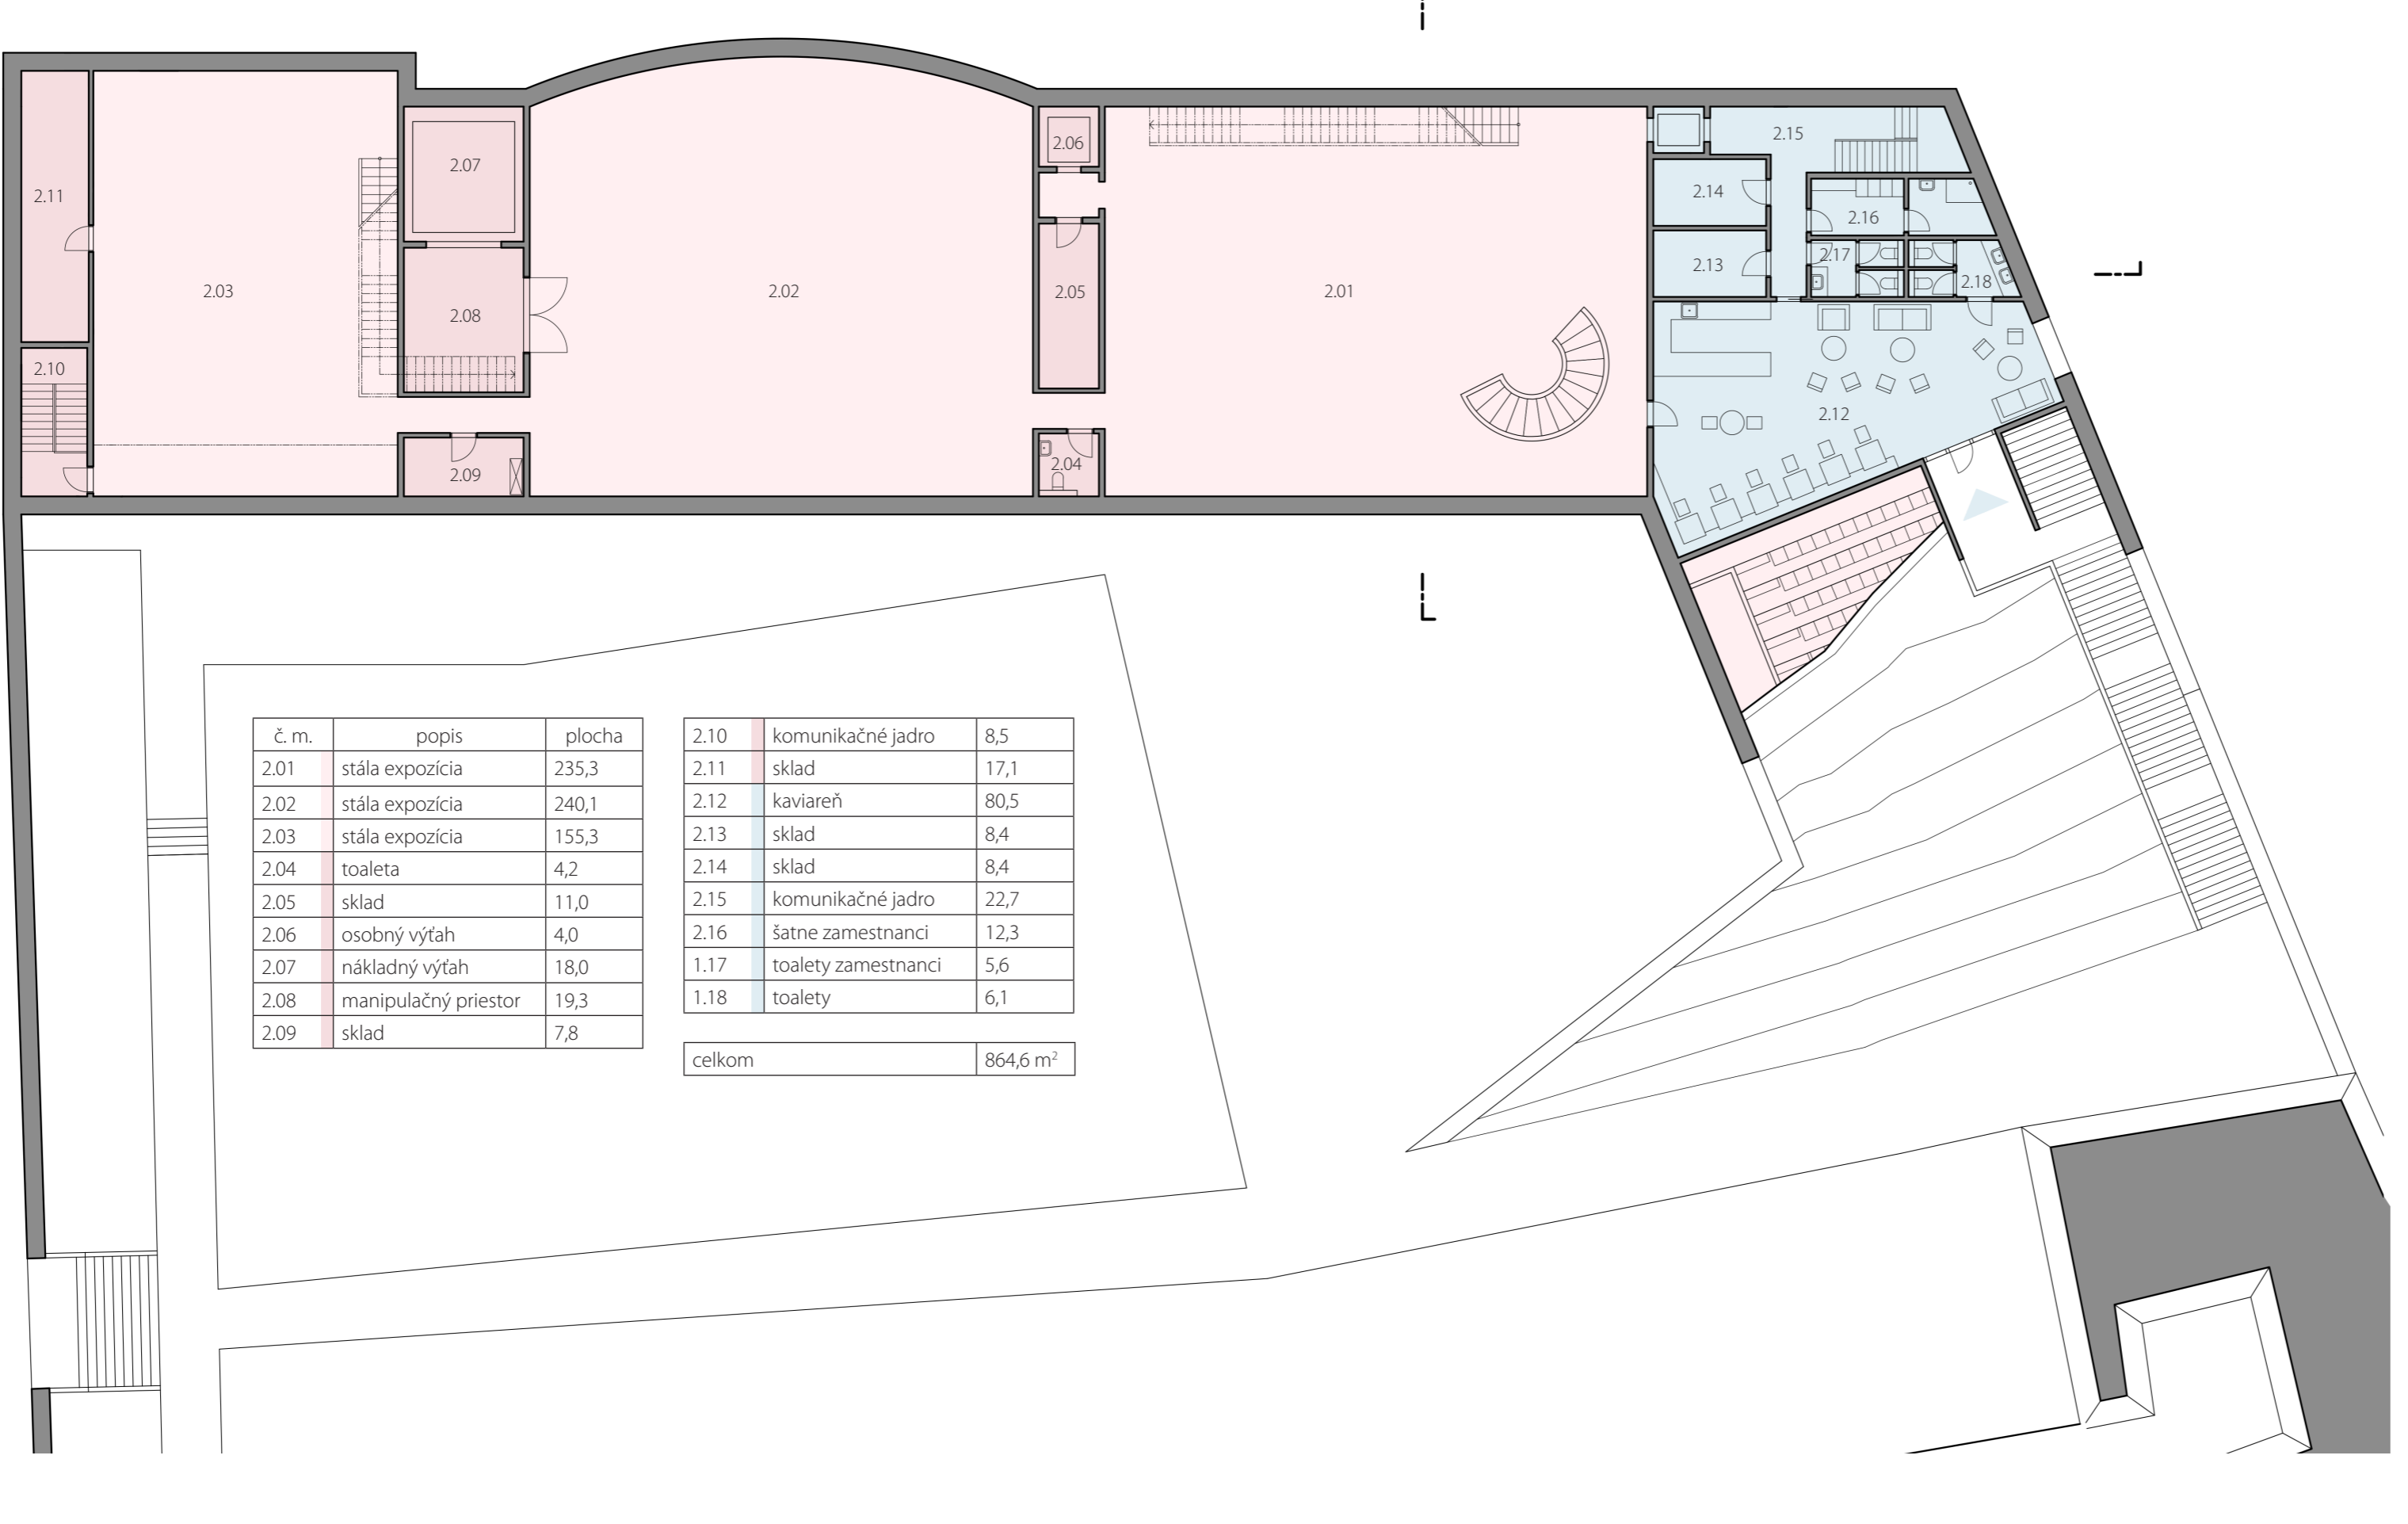 2.15
2.06
2.07
2.14
2.11
2.16
2.17
2.13
2.18
2.03
2.02
2.05
2.01
2.08
2.10
2.12
2.04
2.09
č. m. popis plocha
2.01 stála expozícia 235,3
2.02 stála expozícia 240,1
2.03 stála expozícia 155,3
2.04 toaleta 4,2
2.05 sklad 11,0
2.06 osobný výťah 4,0
2.07 nákladný výťah 18,0
2.08 manipulačný priestor 19,3
2.09 sklad 7,8
2.10 komunikačné jadro 8,5
2.11 sklad 17,1
2.12 kaviareň 80,5
2.13 sklad 8,4
2.14 sklad 8,4
2.15 komunikačné jadro 22,7
2.16 šatne zamestnanci 12,3
1.17 toalety zamestnanci 5,6
1.18 toalety 6,1
celkom 864,6 m²